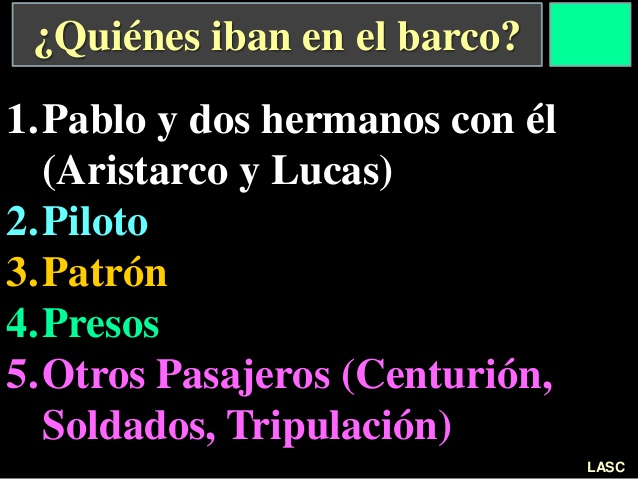 ¿Quiénes iban en el barco?
1.Pablo y dos hermanos con él
(Aristarco y Lucas)
2.Piloto
3.Patrón
4.Presos
5.Otros Pasajeros (Centurión,
Soldados, Tripulación)
LASC